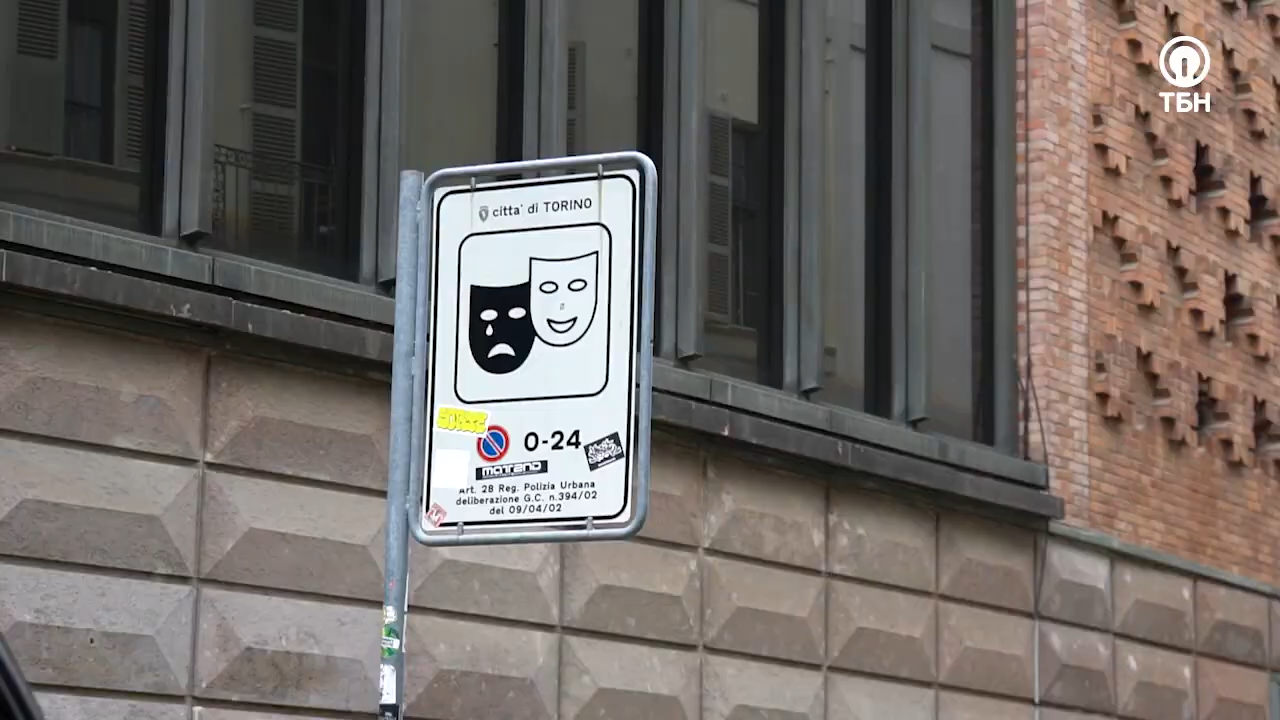 ТБН
citta' di TORINO
0-24
Art. 28 Reg. Polizia Urbana
deliberazione G.C. n.394/02
del 09/04/02